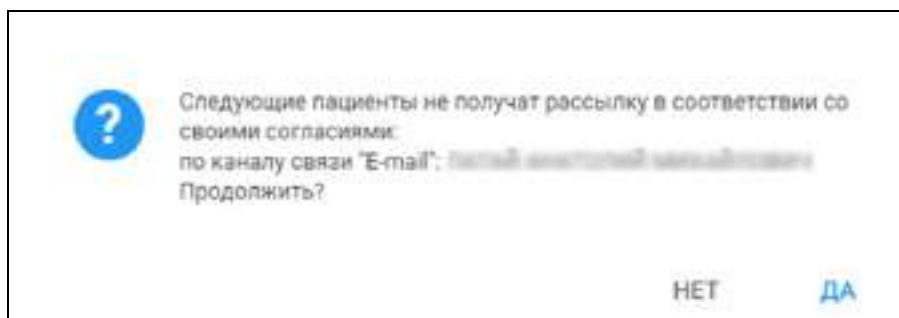 Следующие пациенты не получат рассылку в соответствии со
своими согласиями:
по каналу связи "E-mail":
Продолжить?
НЕТ ДА